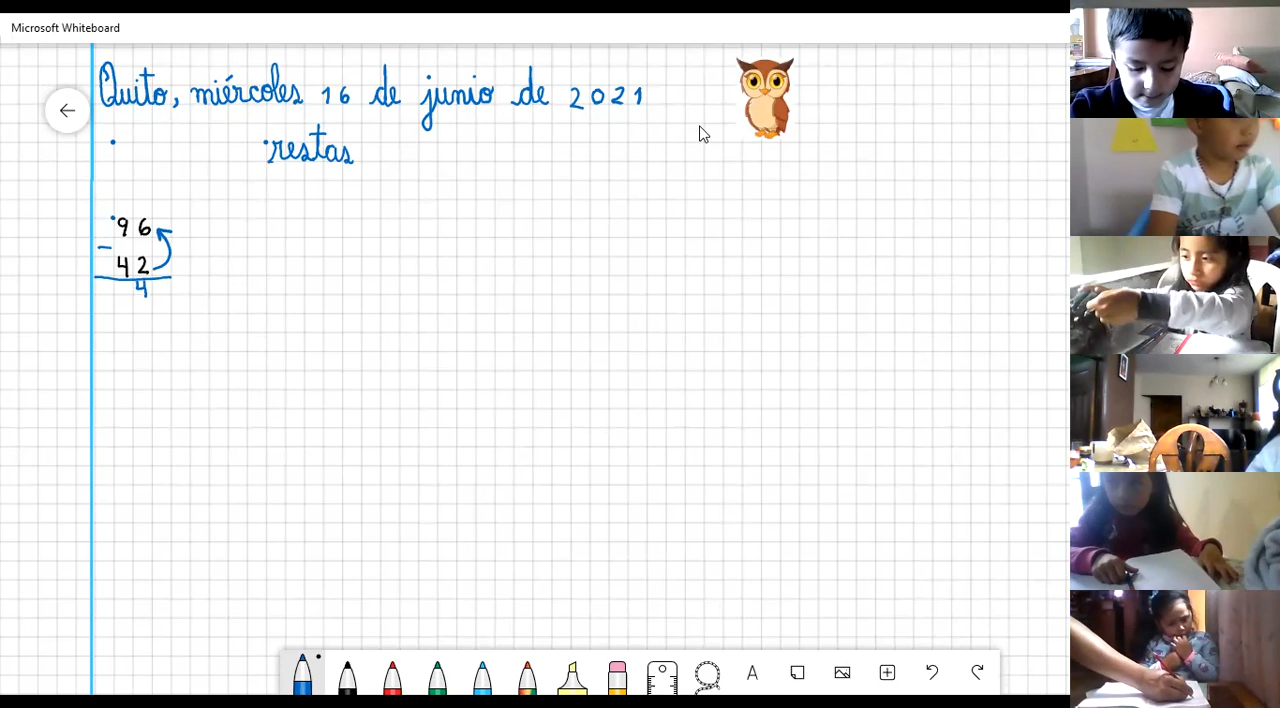 Microsoft Whiteboard
Quito, miércoles 16 de junio de 2021
restas
96
- 42
4